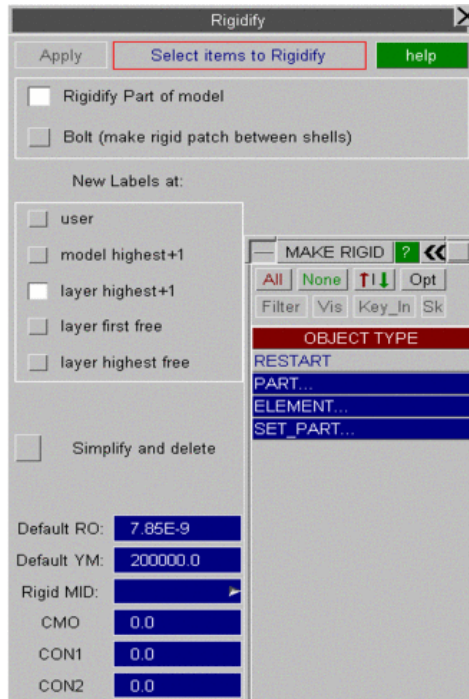 Rigidify
Apply Select items to Rigidify help
Rigidify Part of model
Bolt (make rigid patch between shells)
New Labels at:
user
model highest+1
layer highest+1
layer first free
layer highest free
MAKE RIGID ?
All None Opt
Filter Vis Key_In Sk
OBJECT TYPE
RESTART
PART...
ELEMENT...
SET_PART...
Simplify and delete
Default RO: 7.85E-9
Default YM: 200000.0
Rigid MID:
CMO 0.0
CON1 0.0
CON2 0.0